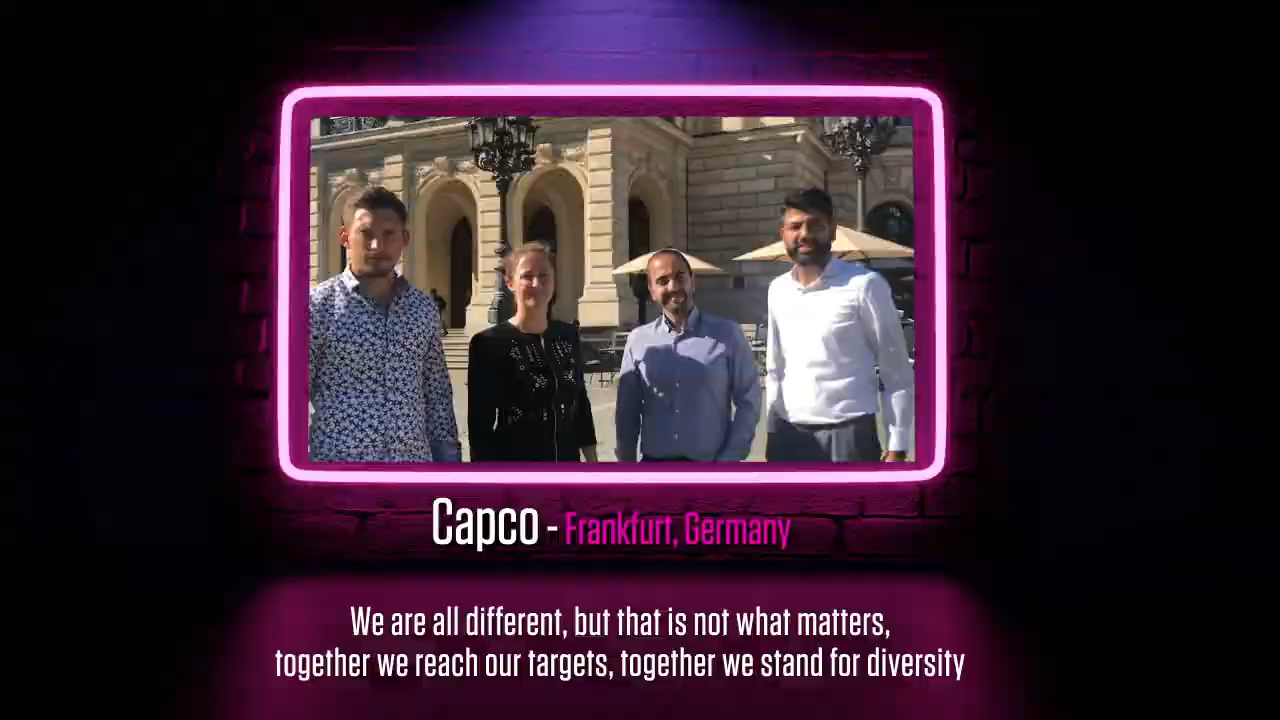 Capco - Frankfurt, Germany
We are all different, but that is not what matters,
together we reach our targets, together we stand for diversity